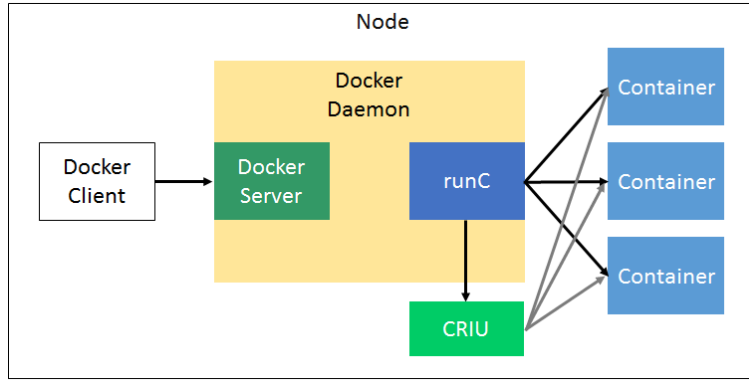 Node
Docker
Daemon
Docker
Client
Docker
Server
runC
CRIU
Container
Container
Container